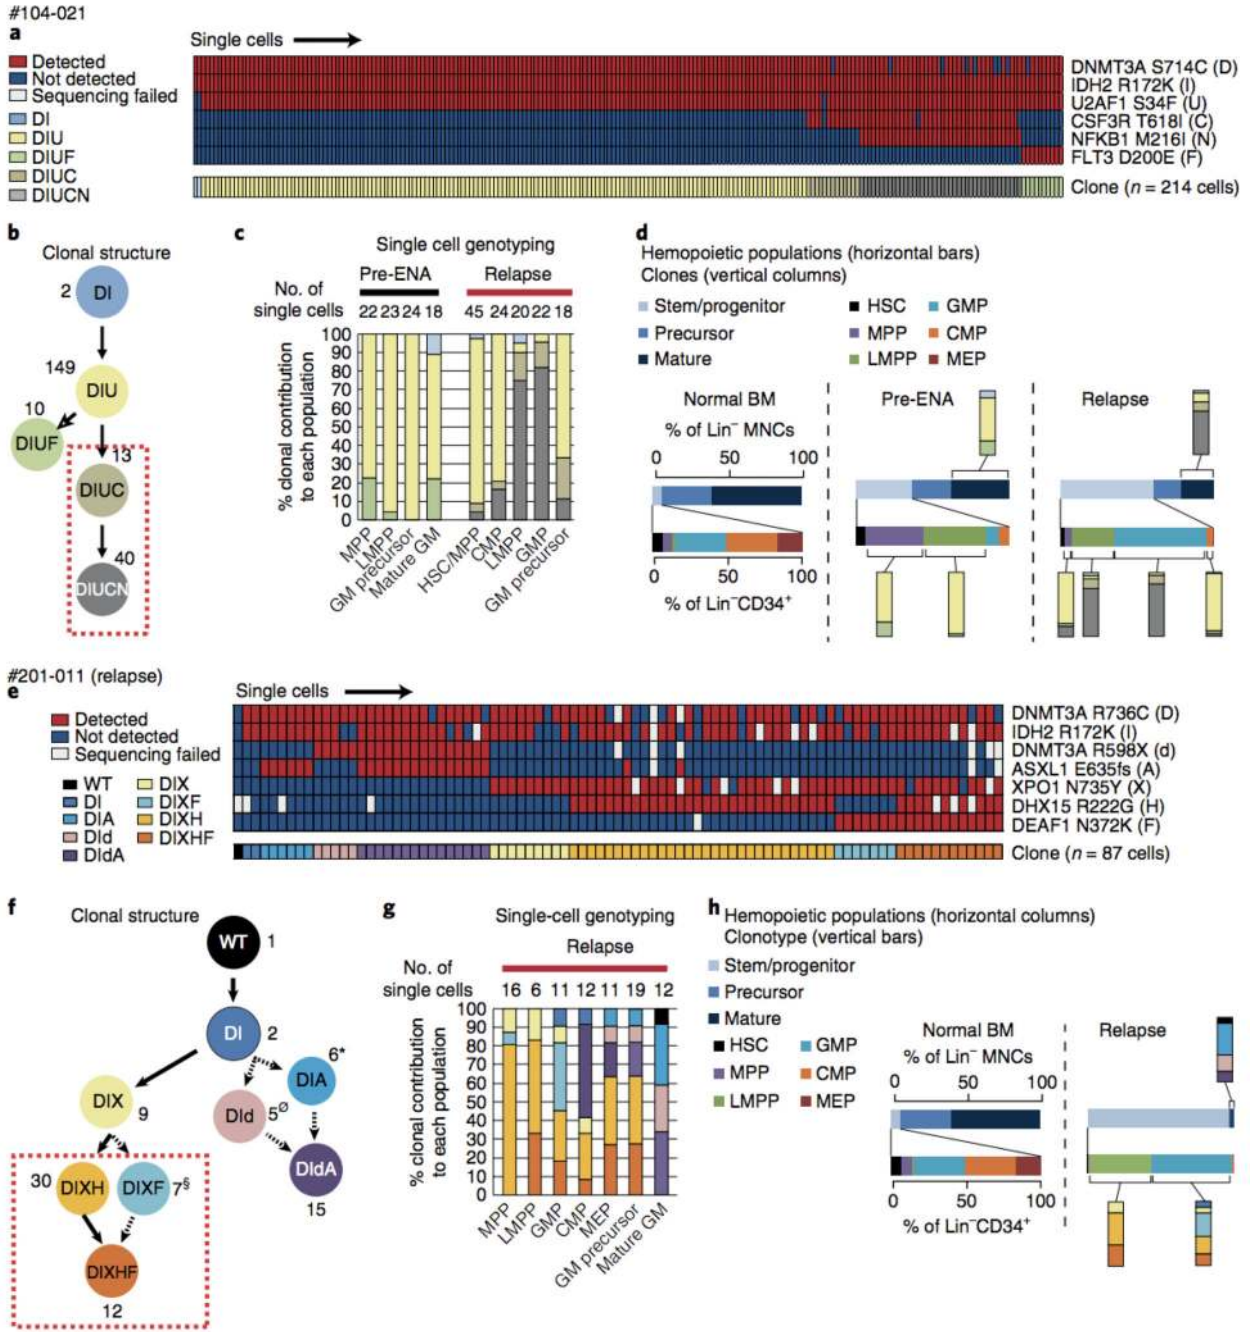 #104-021
a
Single cells
Detected
Not detected
Sequencing failed
DI
DIU
DIUF
DIUC
DIUCN
DNMT3A S714C (D)
IDH2 R172K (I)
U2AF1 S34F (U)
CSF3R T618I (C)
NFKB1 M216I (N)
FLT3 D200E (F)
Clone (n = 214 cells)
b
Clonal structure
2 DI
149
DIU
10
DIUF
13
DIUC
40
DIUCN
c
Single cell genotyping
Pre-ENA Relapse
No. of
single cells
22 23 24 18 45 24 20 22 18
% clonal contribution
to each population
100
90
80
70
60
50
40
30
20
10
0
MPP
LMPP
GM precursor
Mature GM
HSC/MPP
CMP
LMPP
GMP
GM precursor
d
Hemopoietic populations (horizontal bars)
Clones (vertical columns)
Stem/progenitor
Precursor
Mature
HSC
MPP
LMPP
GMP
CMP
MEP
Normal BM
% of Lin⁻ MNCs
0 50 100
0 50 100
% of Lin⁻CD34⁺
Pre-ENA
Relapse
#201-011 (relapse)
e
Single cells
Detected
Not detected
Sequencing failed
WT
DI
DIA
DId
DIdA
DIX
DIXF
DIXH
DIXHF
DNMT3A R736C (D)
IDH2 R172K (I)
DNMT3A R598X (d)
ASXL1 E635fs (A)
XPO1 N735Y (X)
DHX15 R222G (H)
DEAF1 N372K (F)
Clone (n = 87 cells)
f
Clonal structure
WT 1
DI 2
6*
DIA
DIX
9
DId 5Ø
DIdA
15
30 DIXH
DIXF 7§
DIXHF
12
g
Single-cell genotyping
Relapse
No. of
single cells
16 6 11 12 11 19 12
% clonal contribution
to each population
100
90
80
70
60
50
40
30
20
10
0
MPP
LMPP
GMP
CMP
MEP
GM precursor
Mature GM
h
Hemopoietic populations (horizontal columns)
Clonotype (vertical bars)
Stem/progenitor
Precursor
Mature
HSC
MPP
LMPP
GMP
CMP
MEP
Normal BM
% of Lin⁻ MNCs
0 50 100
0 50 100
% of Lin⁻CD34⁺
Relapse